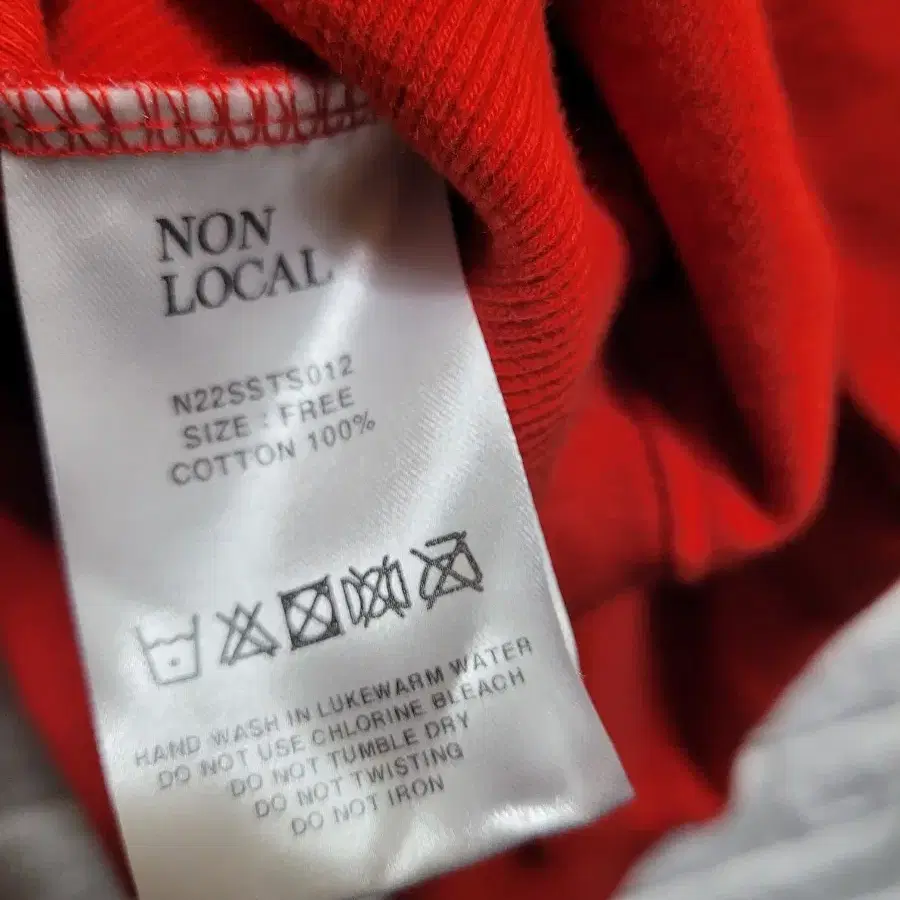 NON
LOCAL
N22SSTS012
SIZE : FREE
COTTON 100%
HAND WASH IN LUKEWARM WATER
DO NOT USE CHLORINE BLEACH
DO NOT TUMBLE DRY
DO NOT TWISTING
DO NOT IRON